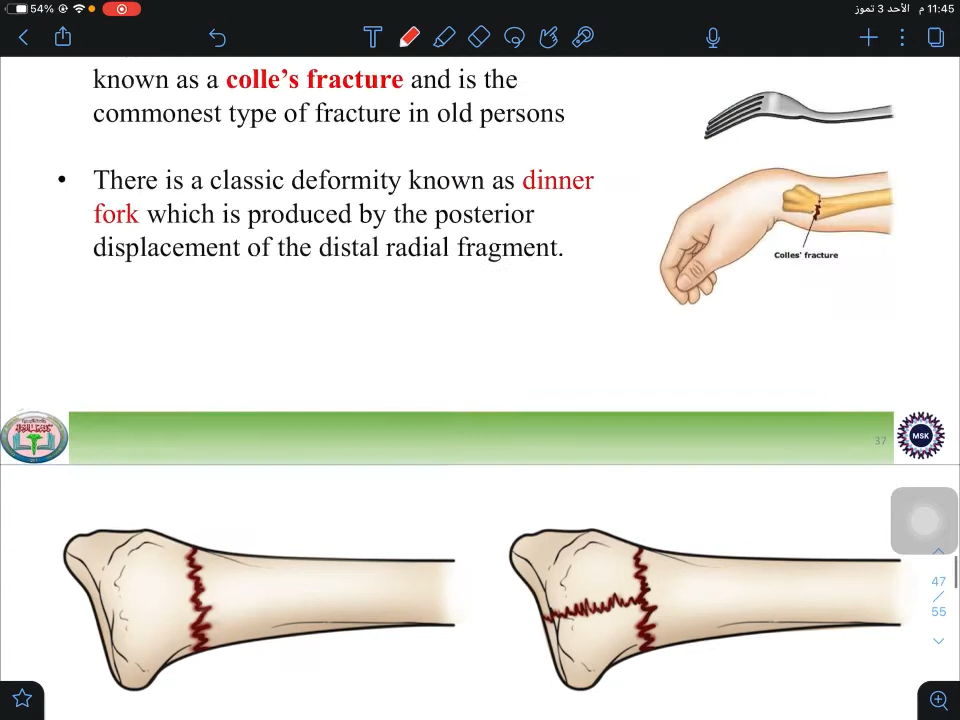 54%
الأحد 3 تموز
11:45 م
known as a colle’s fracture and is the
commonest type of fracture in old persons
• There is a classic deformity known as dinner
fork which is produced by the posterior
displacement of the distal radial fragment.
Colles' fracture
37
MSK
47
/
55